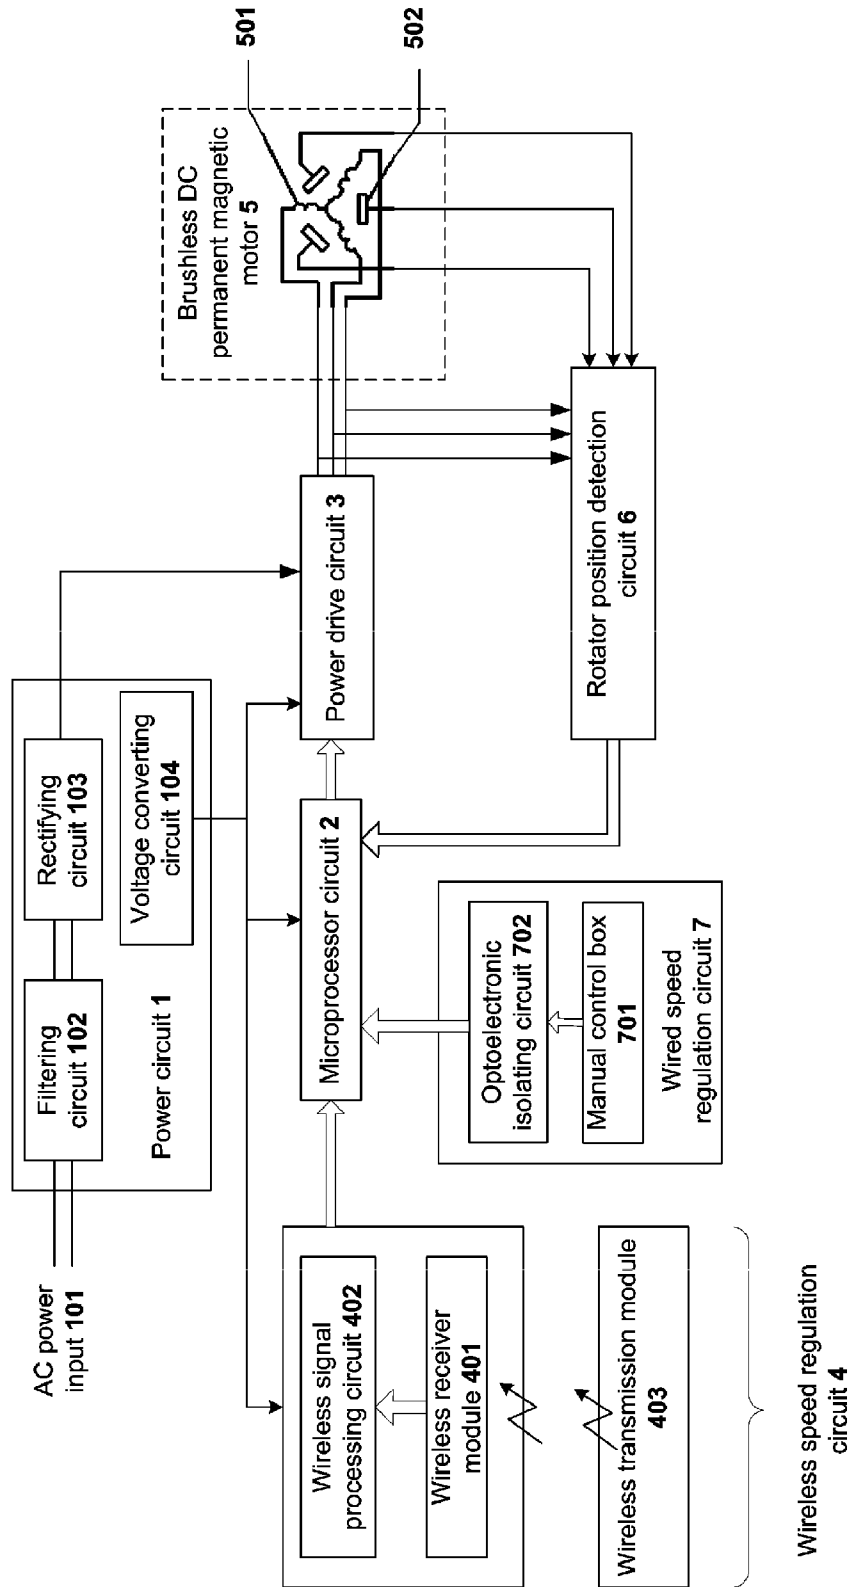 AC power
input 101
Filtering
circuit 102
Rectifying
circuit 103
Voltage converting
circuit 104
Power circuit 1
Brushless DC
permanent magnetic
motor 5
501
502
Wireless signal
processing circuit 402
Wireless receiver
module 401
Wireless transmission module
403
Wireless speed regulation
circuit 4
Microprocessor circuit 2
Power drive circuit 3
Optoelectronic
isolating circuit 702
Manual control box
701
Wired speed
regulation circuit 7
Rotator position detection
circuit 6